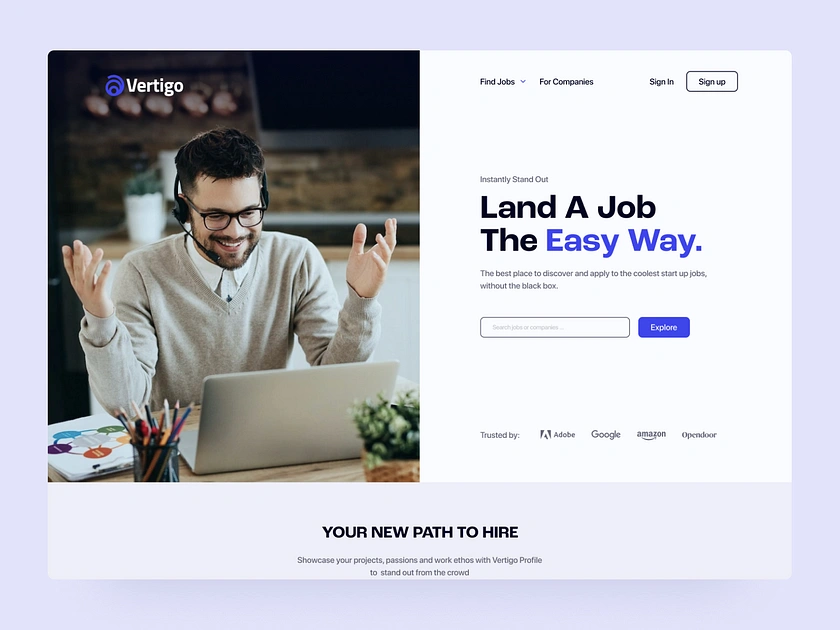 Vertigo
Find Jobs
For Companies
Sign In
Sign up
Instantly Stand Out
Land A Job
The Easy Way.
The best place to discover and apply to the coolest start up jobs,
without the black box.
Search jobs or companies ...
Explore
Trusted by:
Adobe
Google
amazon
Opendoor
YOUR NEW PATH TO HIRE
Showcase your projects, passions and work ethos with Vertigo Profile
to stand out from the crowd